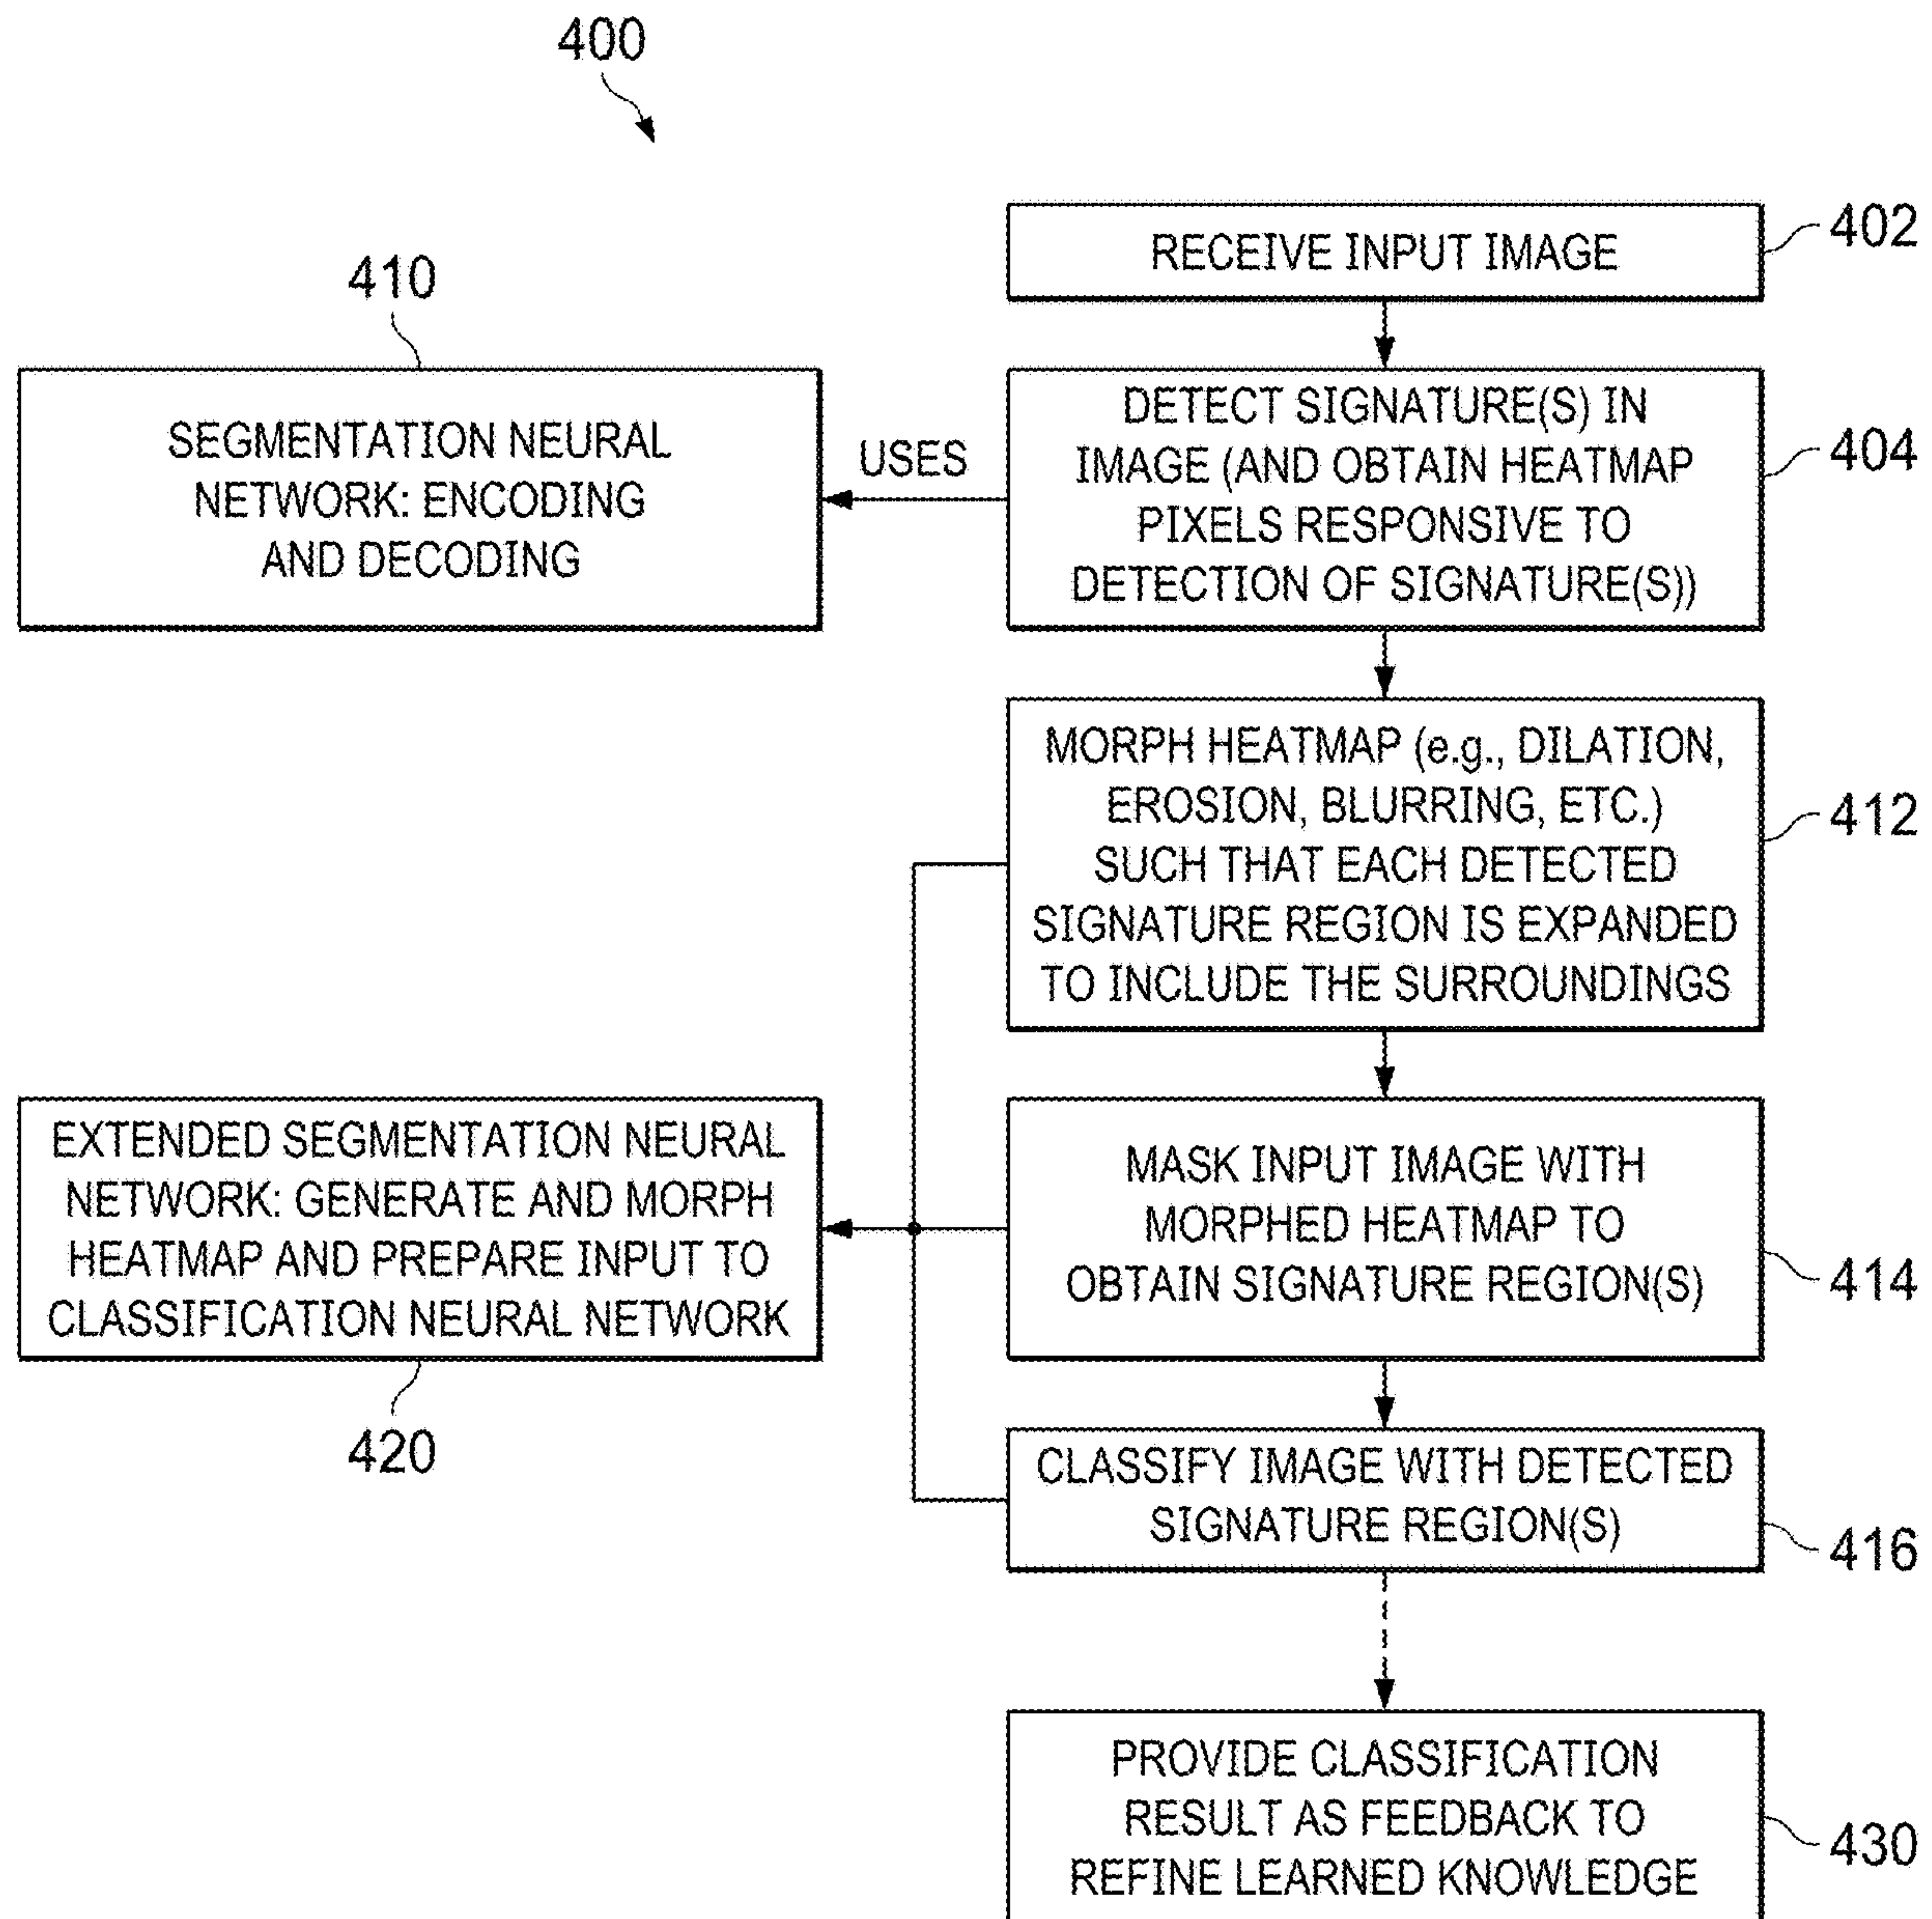 400
RECEIVE INPUT IMAGE
402
410
SEGMENTATION NEURAL
NETWORK: ENCODING
AND DECODING
USES
DETECT SIGNATURE(S) IN
IMAGE (AND OBTAIN HEATMAP
PIXELS RESPONSIVE TO
DETECTION OF SIGNATURE(S))
404
MORPH HEATMAP (e.g., DILATION,
EROSION, BLURRING, ETC.)
SUCH THAT EACH DETECTED
SIGNATURE REGION IS EXPANDED
TO INCLUDE THE SURROUNDINGS
412
EXTENDED SEGMENTATION NEURAL
NETWORK: GENERATE AND MORPH
HEATMAP AND PREPARE INPUT TO
CLASSIFICATION NEURAL NETWORK
420
MASK INPUT IMAGE WITH
MORPHED HEATMAP TO
OBTAIN SIGNATURE REGION(S)
414
CLASSIFY IMAGE WITH DETECTED
SIGNATURE REGION(S)
416
PROVIDE CLASSIFICATION
RESULT AS FEEDBACK TO
REFINE LEARNED KNOWLEDGE
430